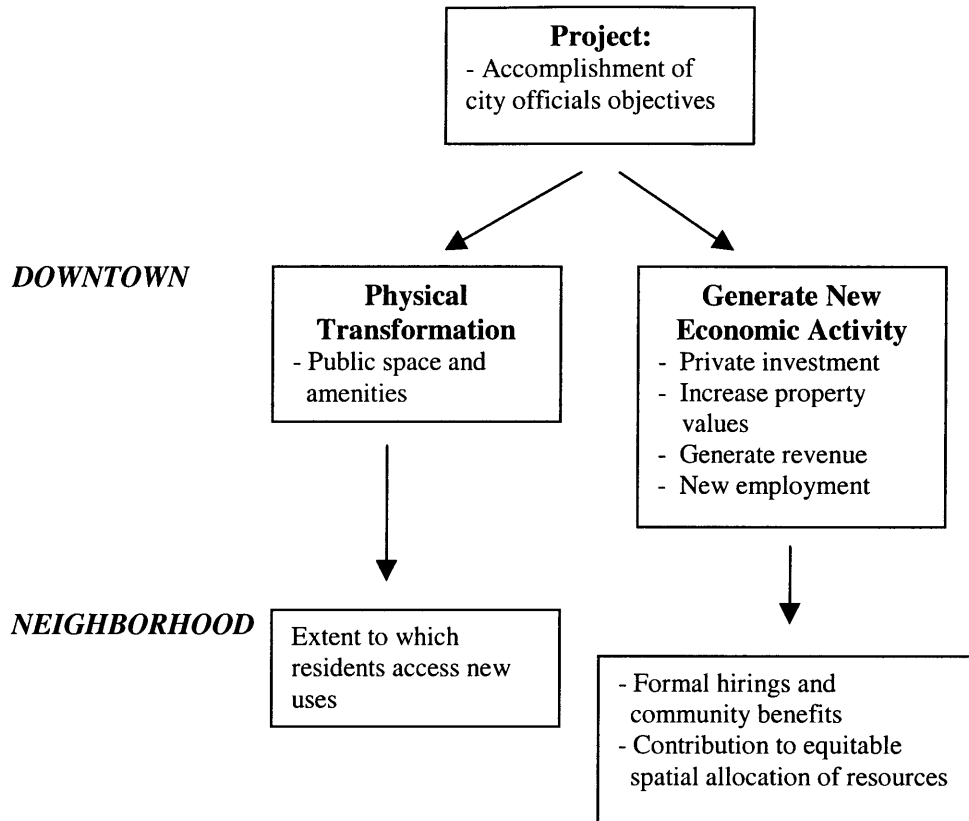 Project:
- Accomplishment of
city officials objectives
DOWNTOWN
Physical
Transformation
- Public space and
amenities
Generate New
Economic Activity
- Private investment
- Increase property
values
- Generate revenue
- New employment
NEIGHBORHOOD
Extent to which
residents access new
uses
- Formal hirings and
community benefits
- Contribution to equitable
spatial allocation of resources